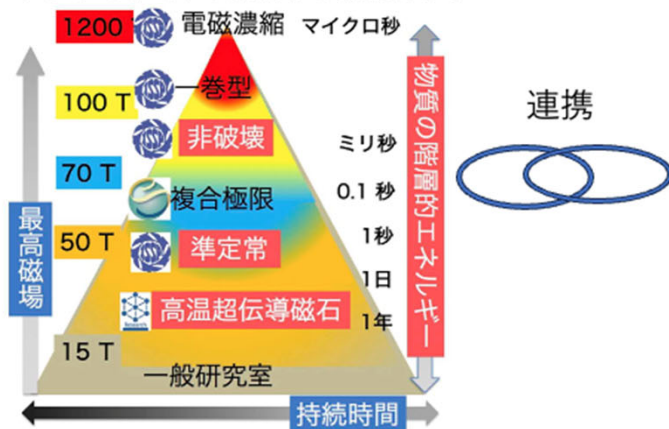 1200
電磁濃縮
マイクロ秒
一巻型
100 T
非破壊
ミリ秒
70 T
複合極限
0.1 秒
50 T
準定常
1秒
1日
高温超伝導磁石
1年
15 T
一般研究室
最高磁場
持続時間
物質の階層的エネルギー
連携